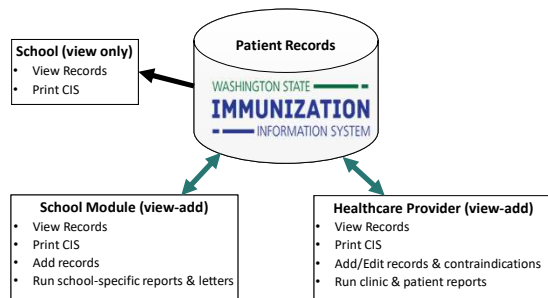 Patient Records
WASHINGTON STATE
IMMUNIZATION
INFORMATION SYSTEM
School (view only)
• View Records
• Print CIS
School Module (view-add)
• View Records
• Print CIS
• Add records
• Run school-specific reports & letters
Healthcare Provider (view-add)
• View Records
• Print CIS
• Add/Edit records & contraindications
• Run clinic & patient reports